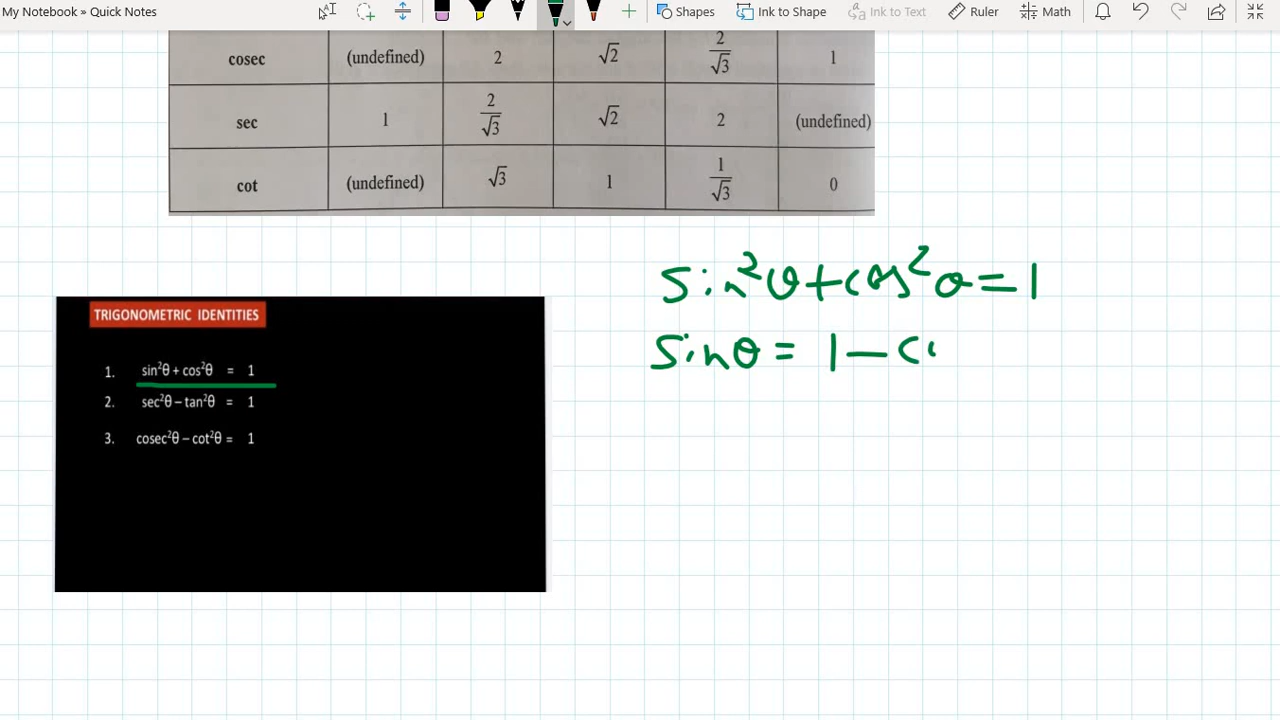 My Notebook » Quick Notes
Shapes Ink to Shape Ink to Text Ruler Math
cosec (undefined) 2 √2 2/√3 1
sec 1 2/√3 √2 2 (undefined)
cot (undefined) √3 1 1/√3 0
sin²θ+cos²θ=1
sinθ = 1 – c
TRIGONOMETRIC IDENTITIES
1. sin²θ + cos²θ = 1
2. sec²θ – tan²θ = 1
3. cosec²θ – cot²θ = 1